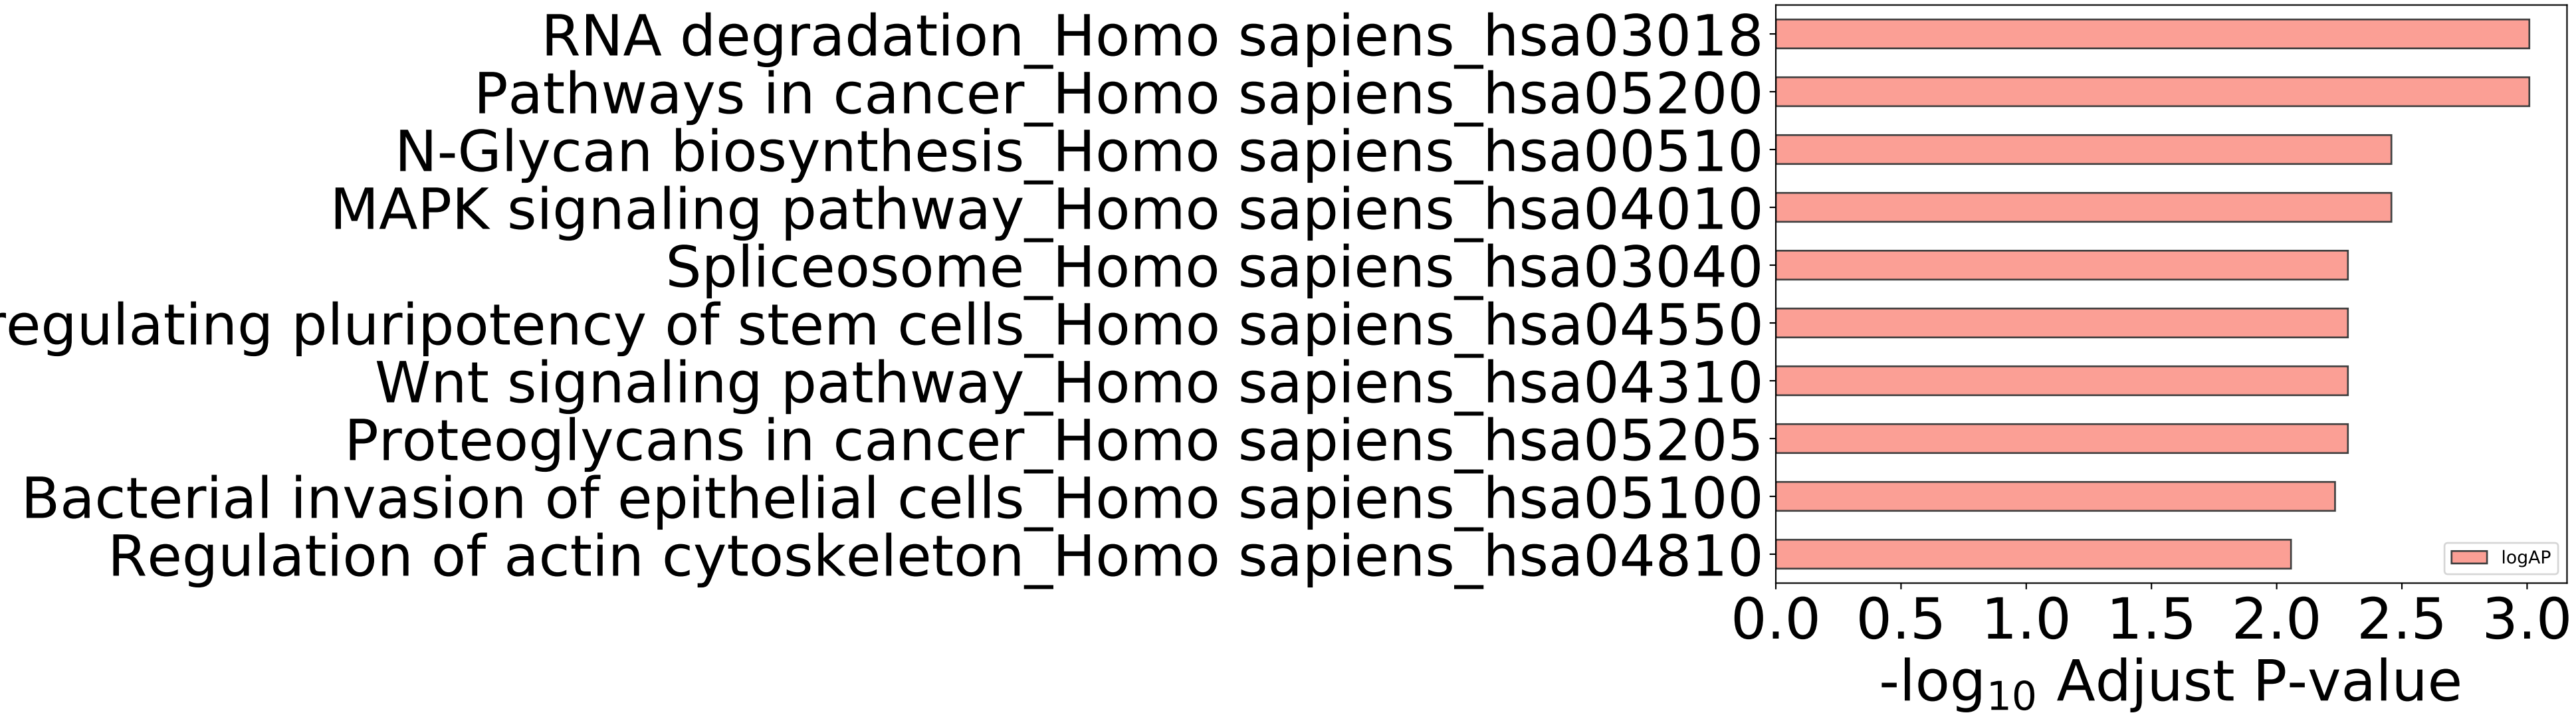 RNA degradation_Homo sapiens_hsa03018
Pathways in cancer_Homo sapiens_hsa05200
N-Glycan biosynthesis_Homo sapiens_hsa00510
MAPK signaling pathway_Homo sapiens_hsa04010
Spliceosome_Homo sapiens_hsa03040
regulating pluripotency of stem cells_Homo sapiens_hsa04550
Wnt signaling pathway_Homo sapiens_hsa04310
Proteoglycans in cancer_Homo sapiens_hsa05205
Bacterial invasion of epithelial cells_Homo sapiens_hsa05100
Regulation of actin cytoskeleton_Homo sapiens_hsa04810
logAP
0.0 0.5 1.0 1.5 2.0 2.5 3.0
-log10 Adjust P-value